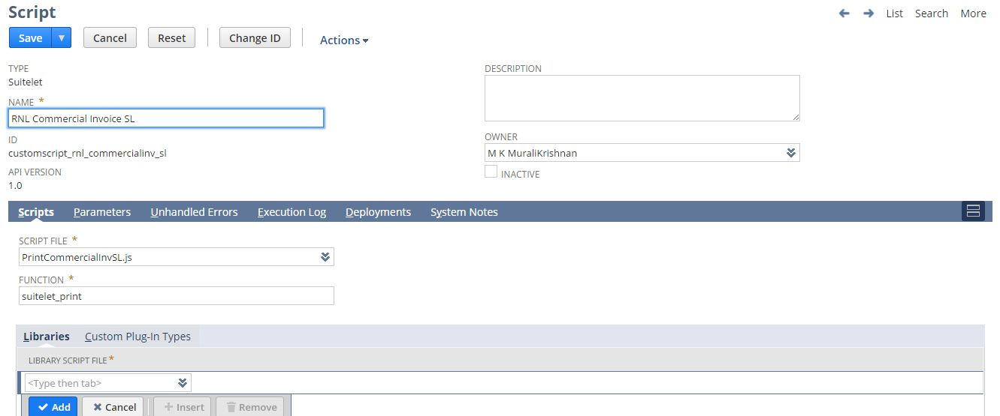 Script
List Search More
Save Cancel Reset Change ID Actions
TYPE
Suitelet
NAME *
RNL Commercial Invoice SL
ID
customscript_rnl_commercialinv_sl
API VERSION
1.0
DESCRIPTION
OWNER
M K MuraliKrishnan
INACTIVE
Scripts Parameters Unhandled Errors Execution Log Deployments System Notes
SCRIPT FILE *
PrintCommercialInvSL.js
FUNCTION *
suitelet_print
Libraries Custom Plug-In Types
LIBRARY SCRIPT FILE *
<Type then tab>
Add Cancel Insert Remove